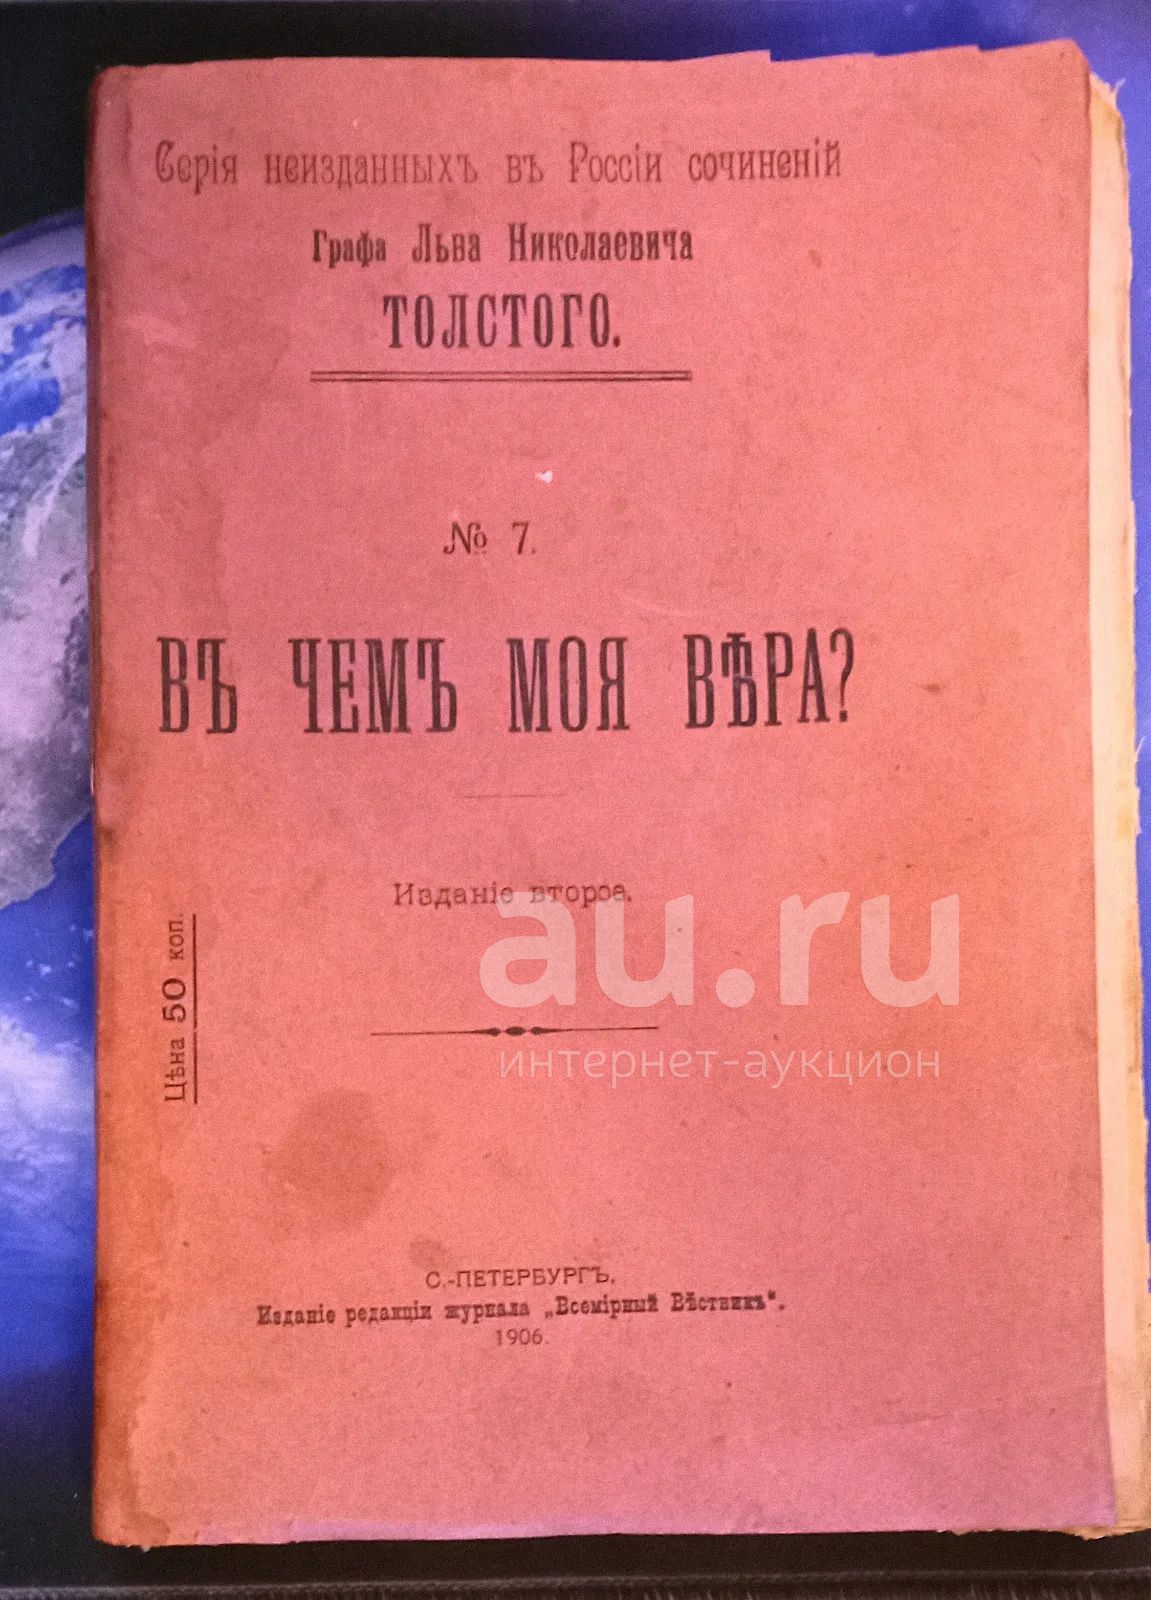 Серія неизданныхъ въ Россіи сочиненій
Графа Льва Николаевича
ТОЛСТОГО.
№ 7.
ВЪ ЧЕМЪ МОЯ ВѢРА?
Изданіе второе.
Цѣна 50 коп.
au.ru
интернет-аукцион
С.-ПЕТЕРБУРГЪ.
Изданіе редакціи журнала „Всемірный Вѣстникъ".
1906.